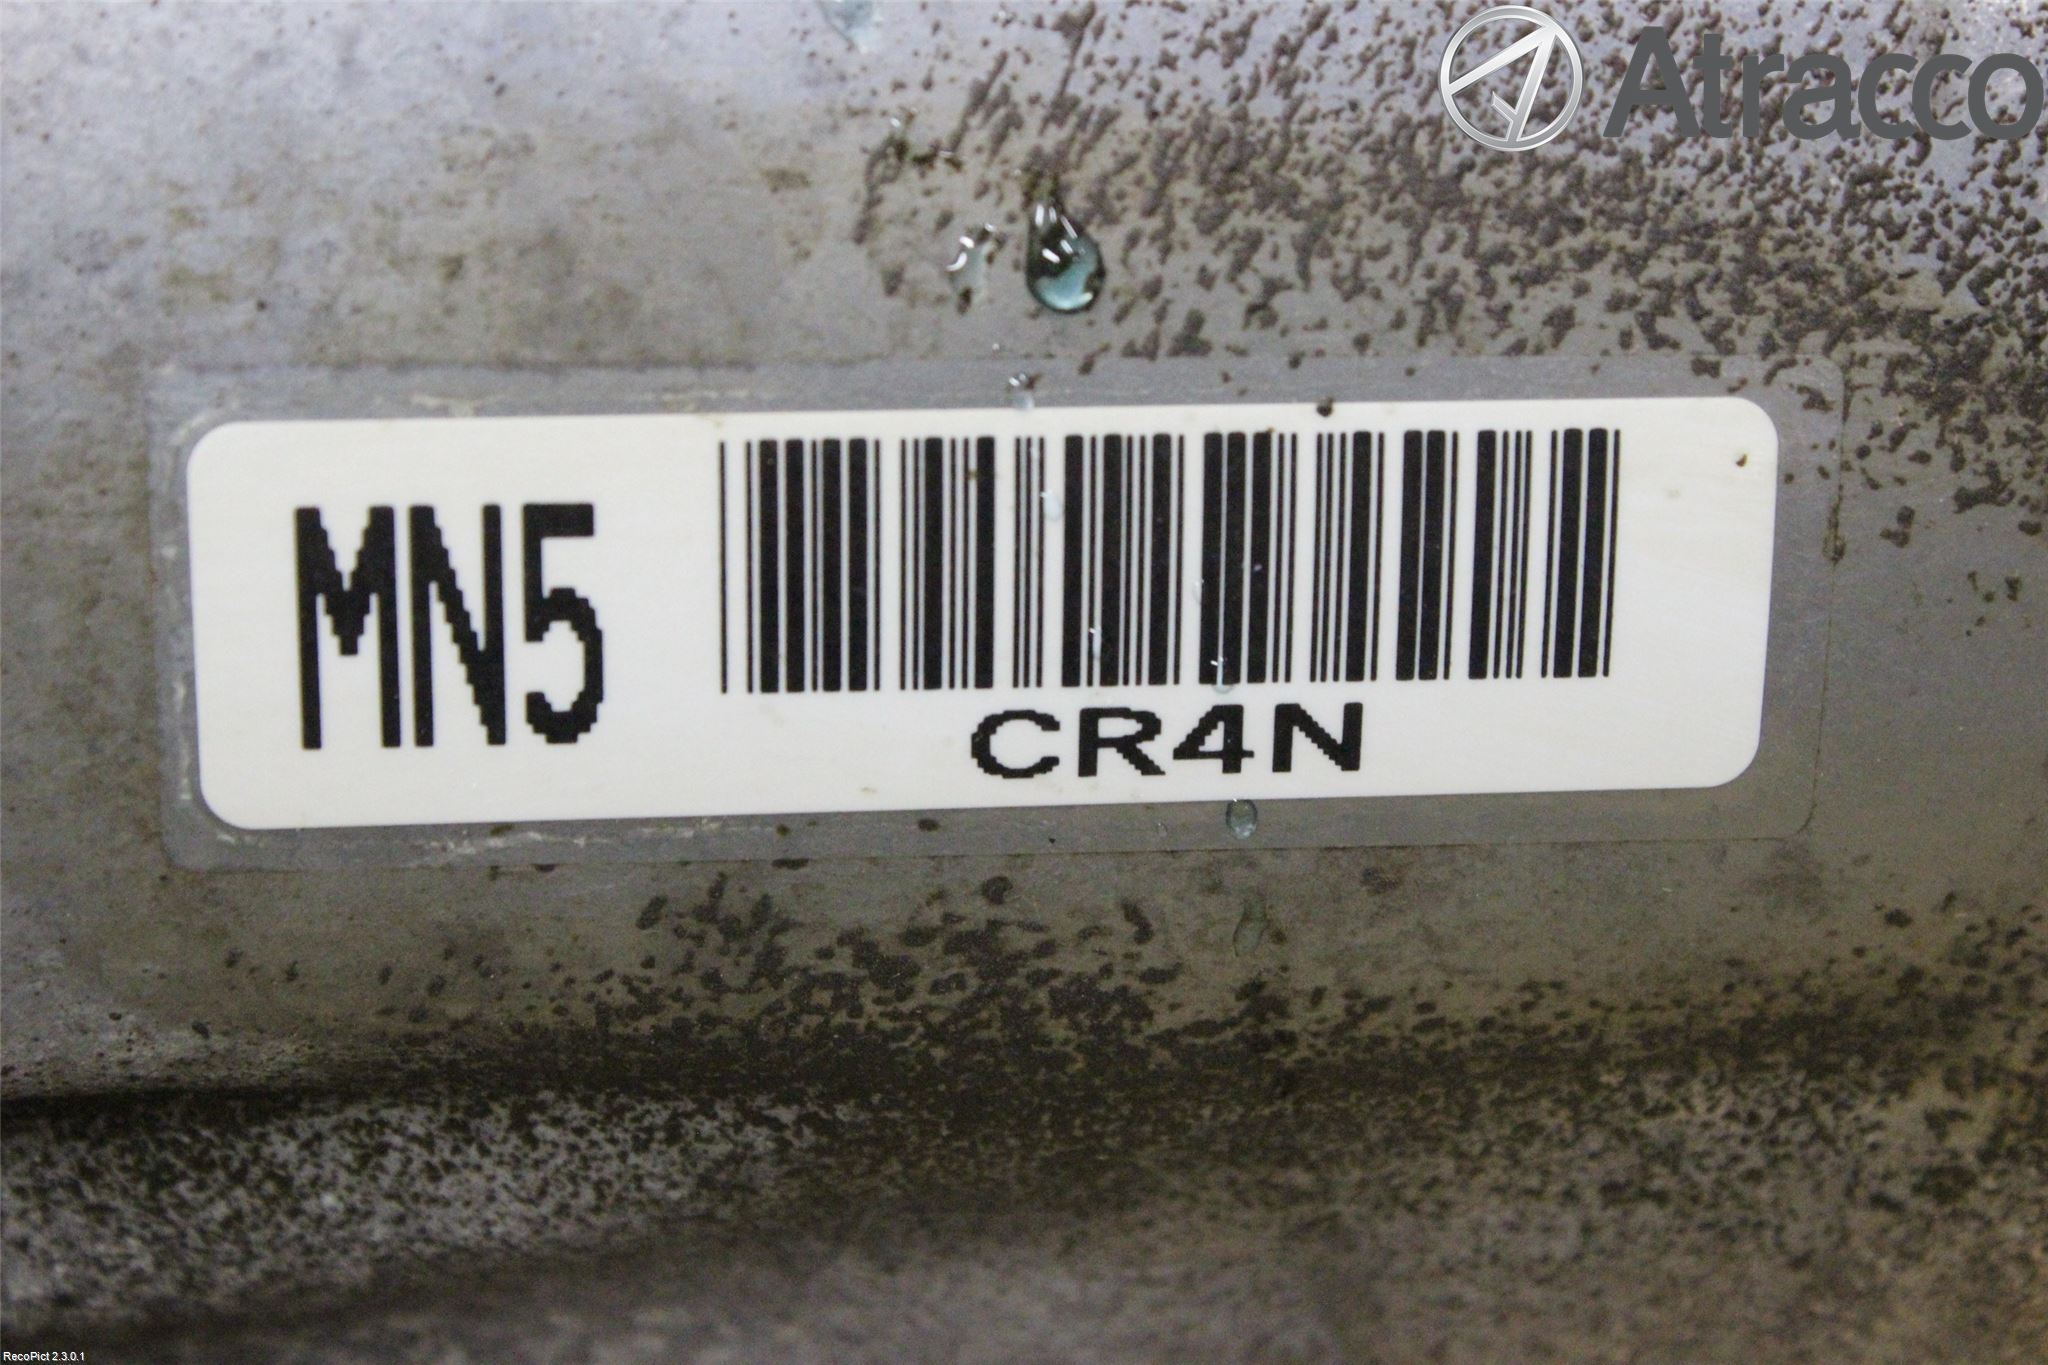 Atracco
MN5
CR4N
RecoPict 2.3.0.1